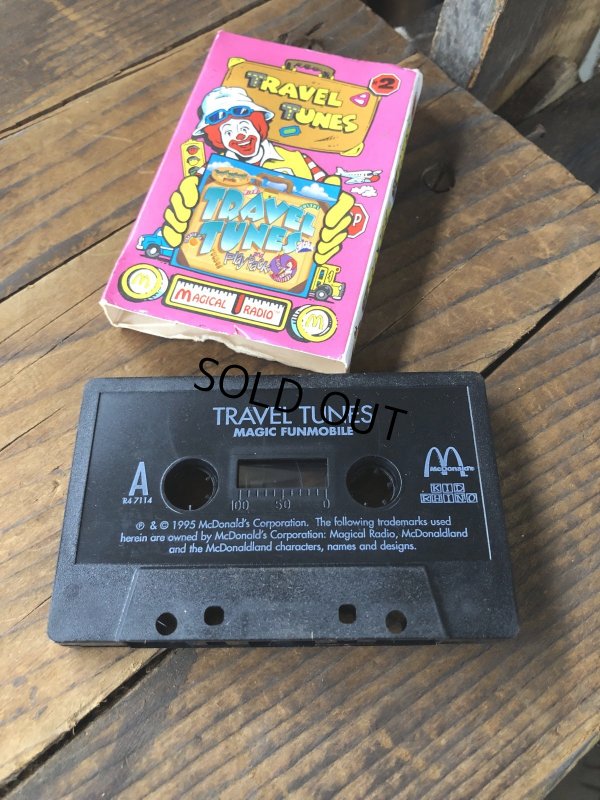 TRAVEL
TUNES
2
TRAVEL
TUNES
P
MAGICAL RADIO
SOLD OUT
TRAVEL TUNES
MAGIC FUNMOBILE
A
R4 7114
100 50 0
McDonald's
KID
RHINO
℗ & © 1995 McDonald's Corporation. The following trademarks used
herein are owned by McDonald's Corporation: Magical Radio, McDonaldland
and the McDonaldland characters, names and designs.